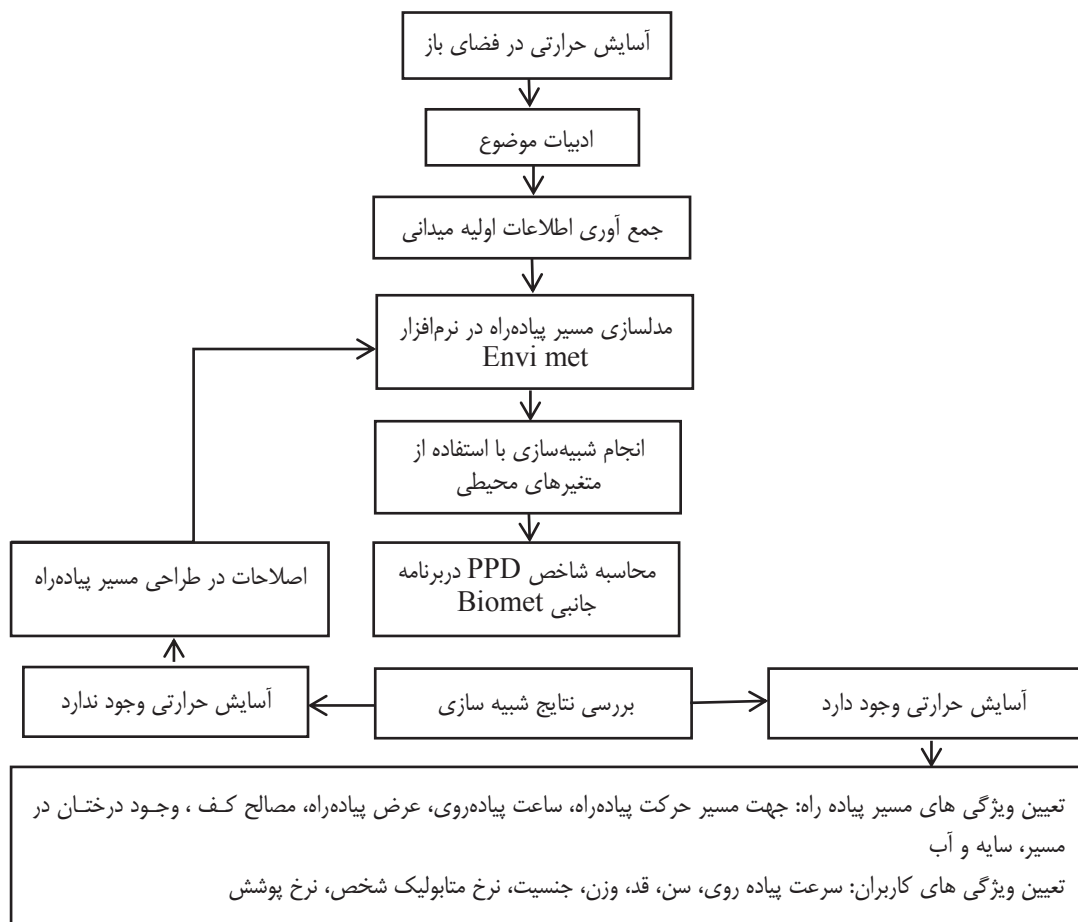 آسایش حرارتی در فضای باز
ادبیات موضوع
جمع آوری اطلاعات اولیه میدانی
مدلسازی مسیر پیاده‌راه در نرم‌افزار
Envi met
انجام شبیه‌سازی با استفاده از
متغیرهای محیطی
محاسبه شاخص PPD دربرنامه
جانبی Biomet
اصلاحات در طراحی مسیر پیاده‌راه
آسایش حرارتی وجود دارد
بررسی نتایج شبیه سازی
آسایش حرارتی وجود ندارد
تعیین ویژگی های مسیر پیاده راه: جهت مسیر حرکت پیاده‌راه، ساعت پیاده‌روی، عرض پیاده‌راه، مصالح کـف ، وجـود درختـان در
مسیر، سایه و آب
تعیین ویژگی های کاربران: سرعت پیاده روی، سن، قد، وزن، جنسیت، نرخ متابولیک شخص، نرخ پوشش